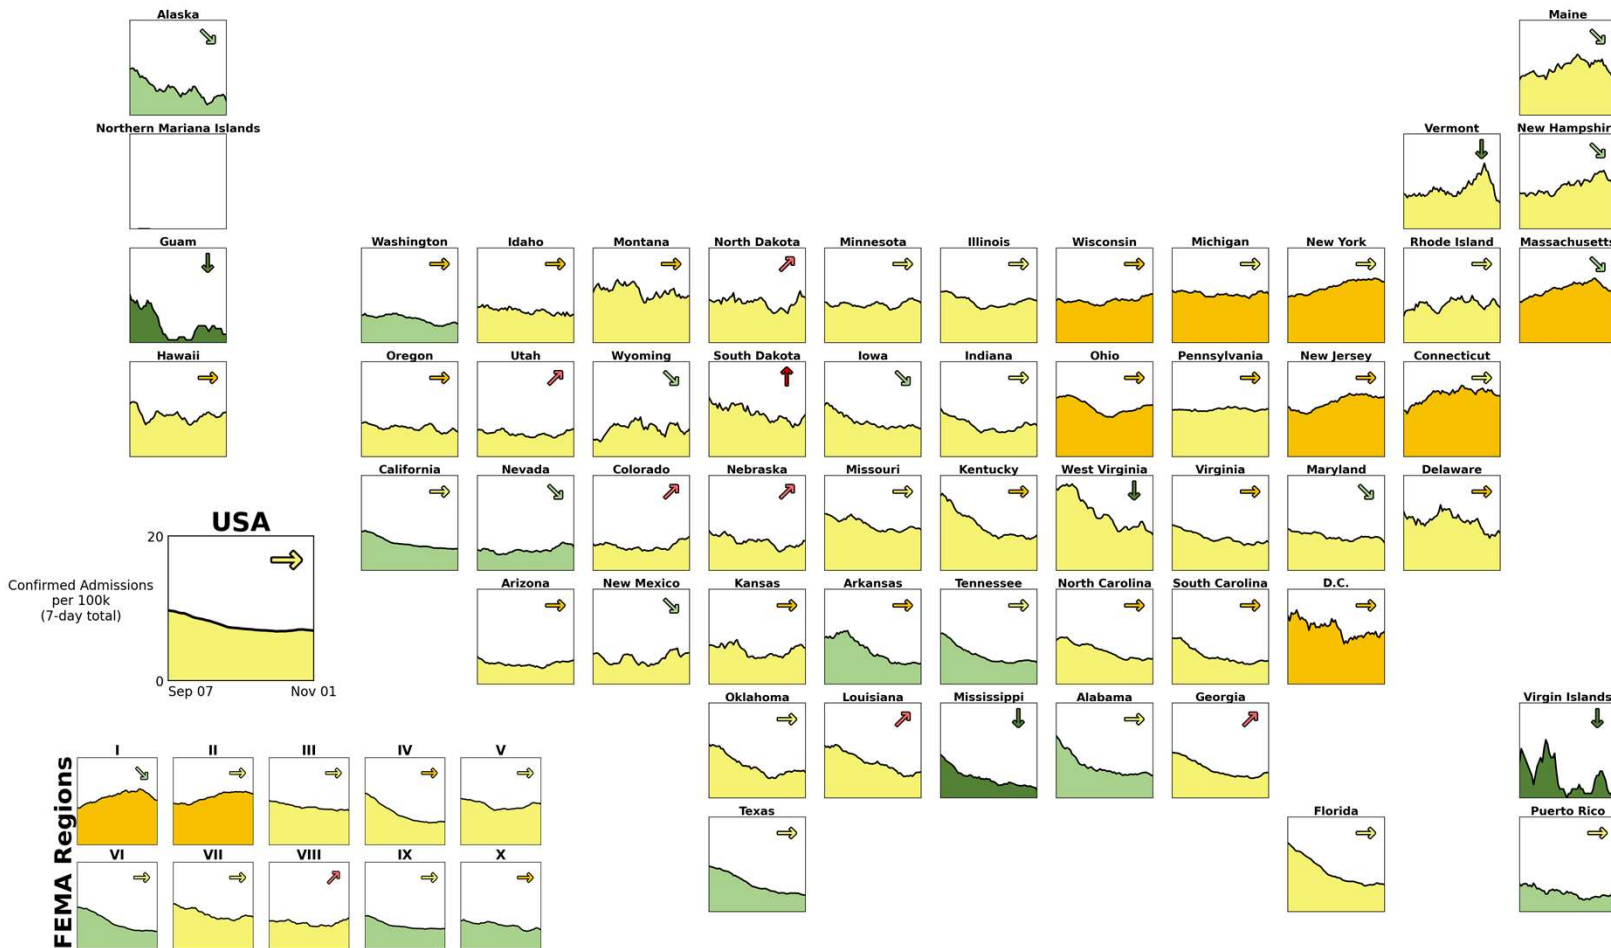 Alaska
Maine
Northern Mariana Islands
Vermont
New Hampshir
Guam
Washington
Idaho
Montana
North Dakota
Minnesota
Illinois
Wisconsin
Michigan
New York
Rhode Island
Massachusetts
Hawaii
Oregon
Utah
Wyoming
South Dakota
Iowa
Indiana
Ohio
Pennsylvania
New Jersey
Connecticut
California
Nevada
Colorado
Nebraska
Missouri
Kentucky
West Virginia
Virginia
Maryland
Delaware
USA
20
Confirmed Admissions
per 100k
(7-day total)
0
Sep 07
Nov 01
Arizona
New Mexico
Kansas
Arkansas
Tennessee
North Carolina
South Carolina
D.C.
Oklahoma
Louisiana
Mississippi
Alabama
Georgia
Virgin Islands
Texas
Florida
Puerto Rico
FEMA Regions
I
II
III
IV
V
VI
VII
VIII
IX
X